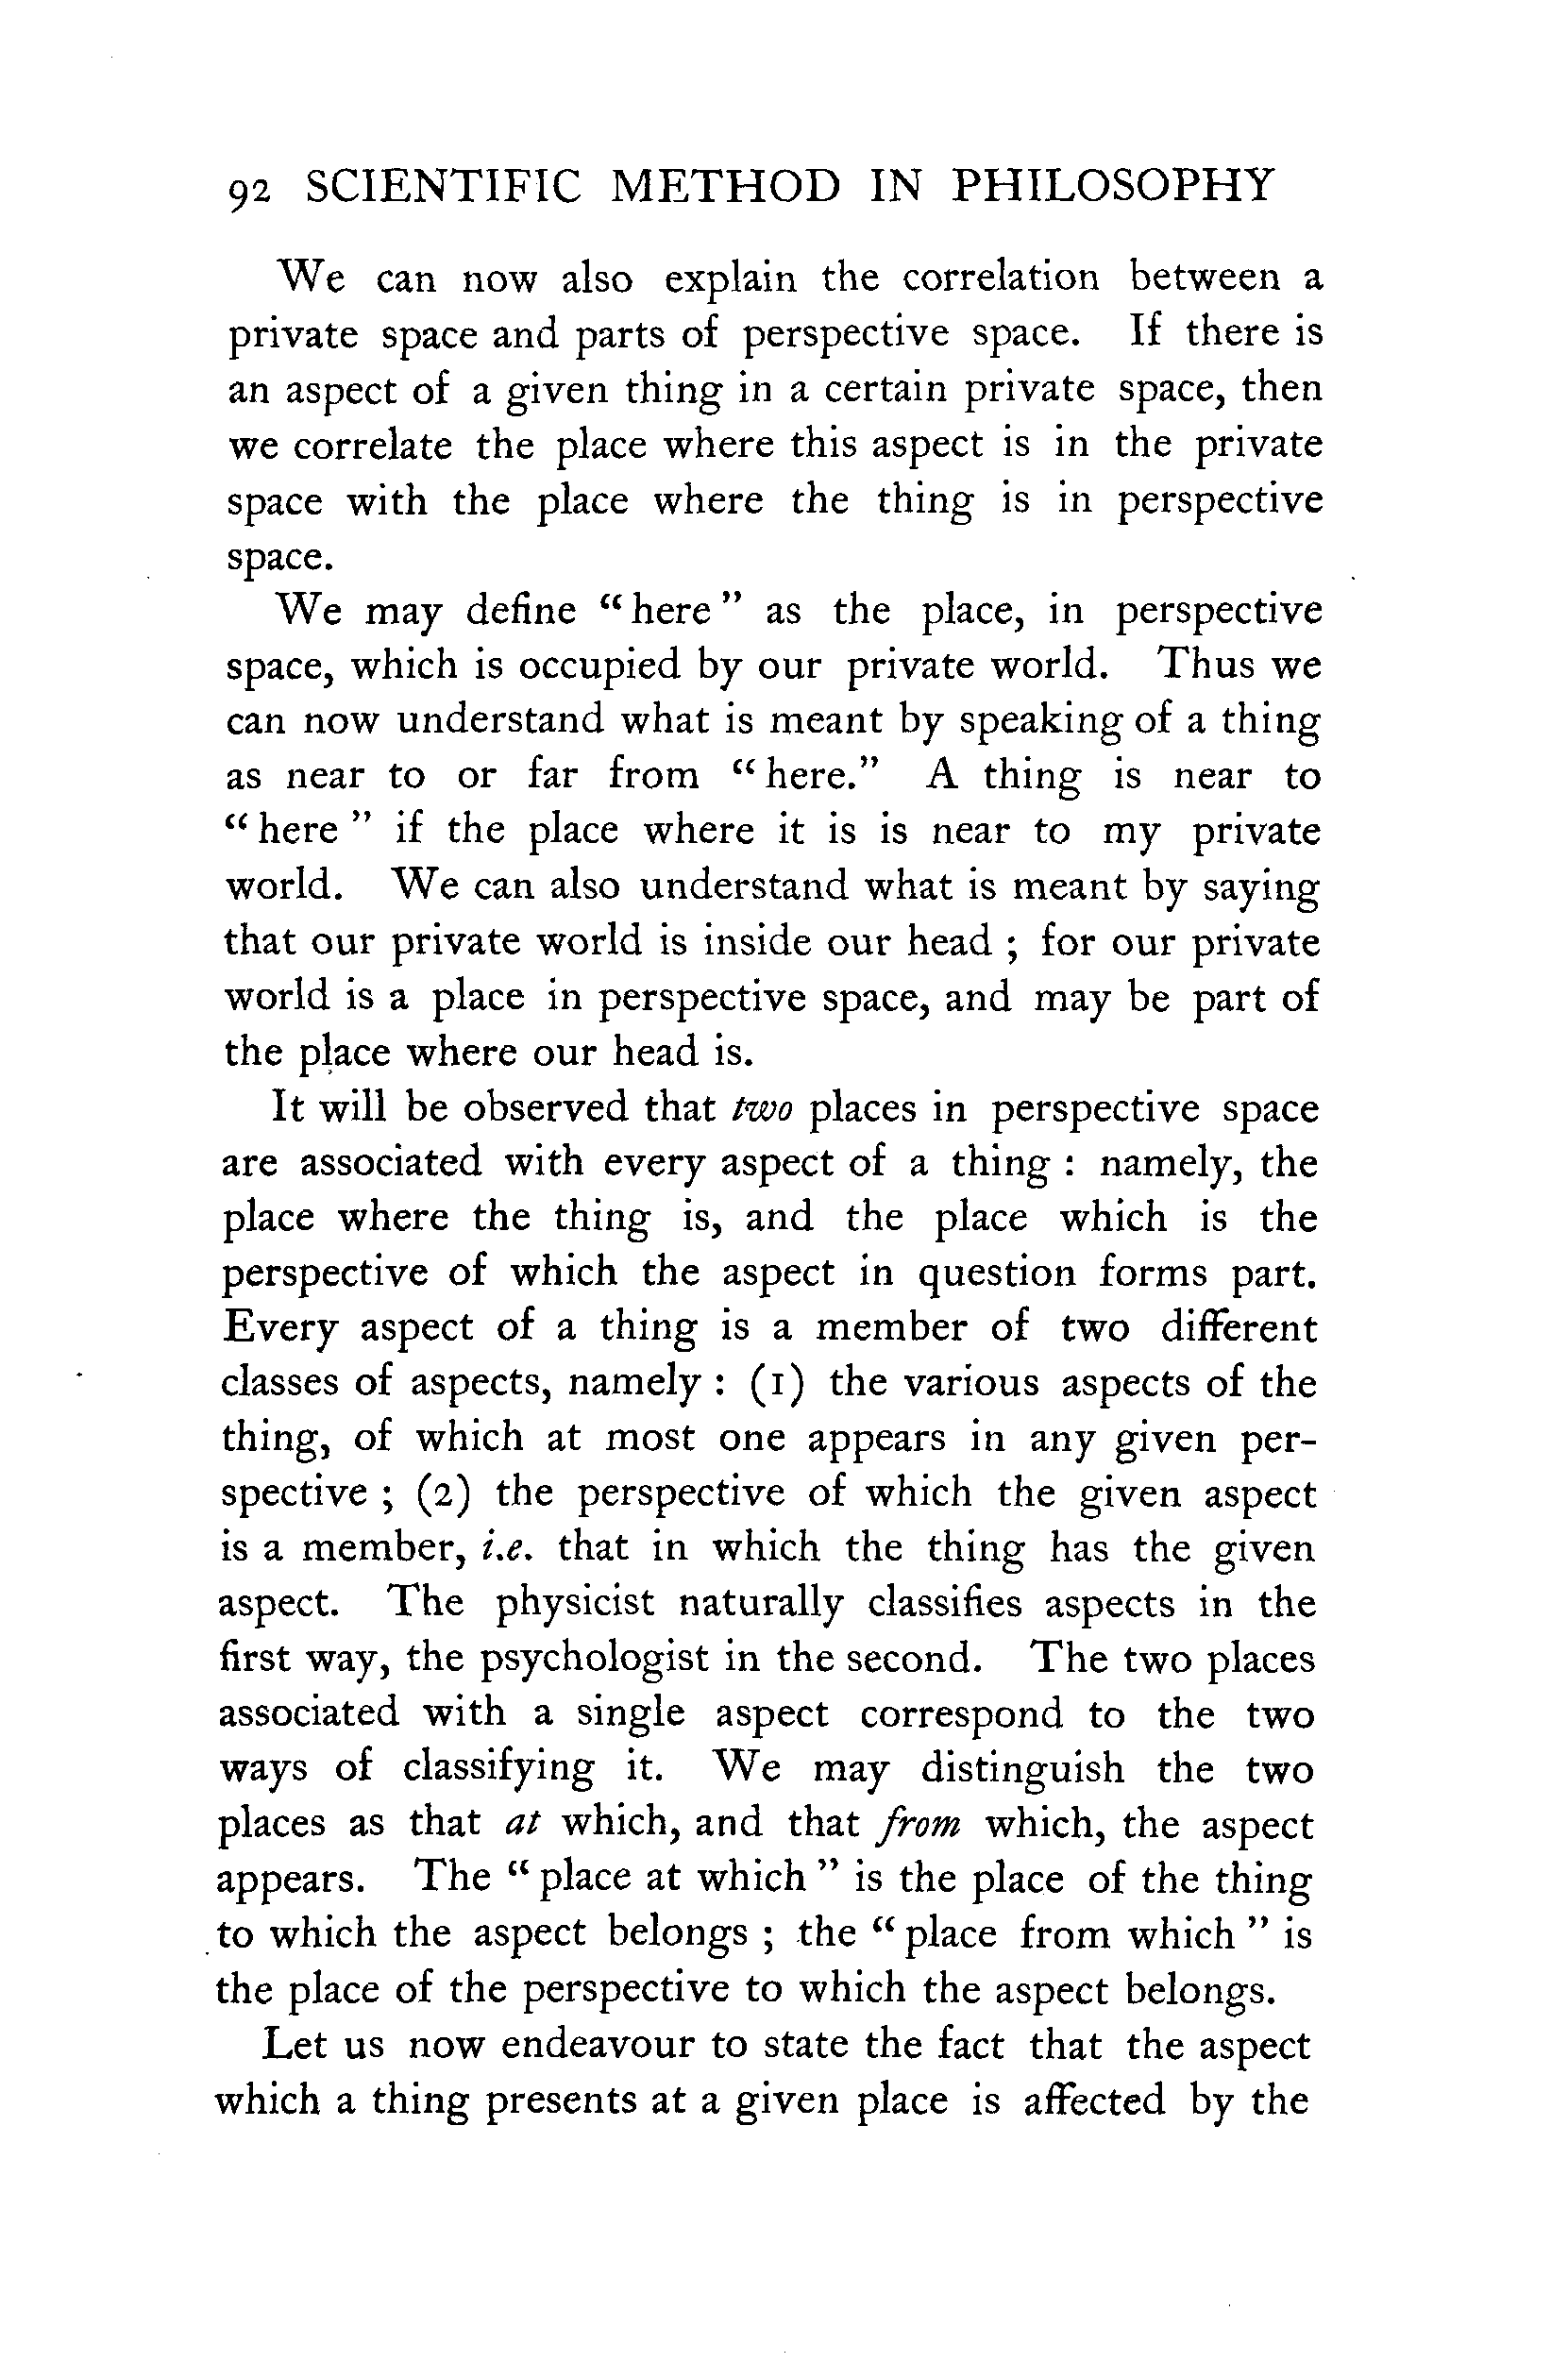 92 SCIENTIFIC METHOD IN PHILOSOPHY
We can now also explain the correlation between a
private space and parts of perspective space. If there is
an aspect of a given thing in a certain private space, then
we correlate the place where this aspect is in the private
space with the place where the thing is in perspective
space.
We may define “ here ” as the place, in perspective
space, which is occupied by our private world. Thus we
can now understand what is meant by speaking of a thing
as near to or far from “ here.” A thing is near to
“ here ” if the place where it is is near to my private
world. We can also understand what is meant by saying
that our private world is inside our head ; for our private
world is a place in perspective space, and may be part of
the place where our head is.
It will be observed that two places in perspective space
are associated with every aspect of a thing : namely, the
place where the thing is, and the place which is the
perspective of which the aspect in question forms part.
Every aspect of a thing is a member of two different
classes of aspects, namely : (1) the various aspects of the
thing, of which at most one appears in any given per-
spective ; (2) the perspective of which the given aspect
is a member, i.e. that in which the thing has the given
aspect. The physicist naturally classifies aspects in the
first way, the psychologist in the second. The two places
associated with a single aspect correspond to the two
ways of classifying it. We may distinguish the two
places as that at which, and that from which, the aspect
appears. The “ place at which ” is the place of the thing
to which the aspect belongs ; the “ place from which ” is
the place of the perspective to which the aspect belongs.
Let us now endeavour to state the fact that the aspect
which a thing presents at a given place is affected by the